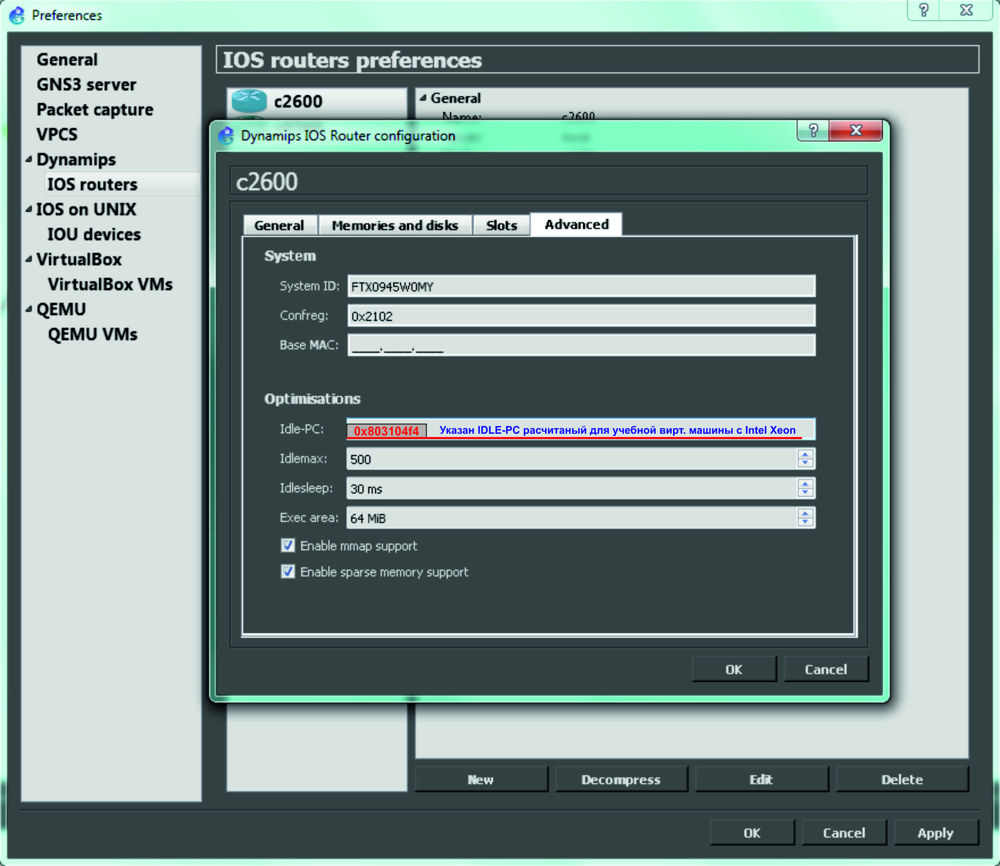 Preferences
General
GNS3 server
Packet capture
VPCS
Dynamips
IOS routers
IOS on UNIX
IOU devices
VirtualBox
VirtualBox VMs
QEMU
QEMU VMs
IOS routers preferences
c2600
General
Name: c2600
Dynamips IOS Router configuration
c2600
General Memories and disks Slots Advanced
System
System ID: FTX0945W0MY
Confreg: 0x2102
Base MAC: ____.____.____
Optimisations
Idle-PC: 0x803104f4 Указан IDLE-PC расчитаный для учебной вирт. машины с Intel Xeon
Idlemax: 500
Idlesleep: 30 ms
Exec area: 64 MiB
Enable mmap support
Enable sparse memory support
OK Cancel
New Decompress Edit Delete
OK Cancel Apply